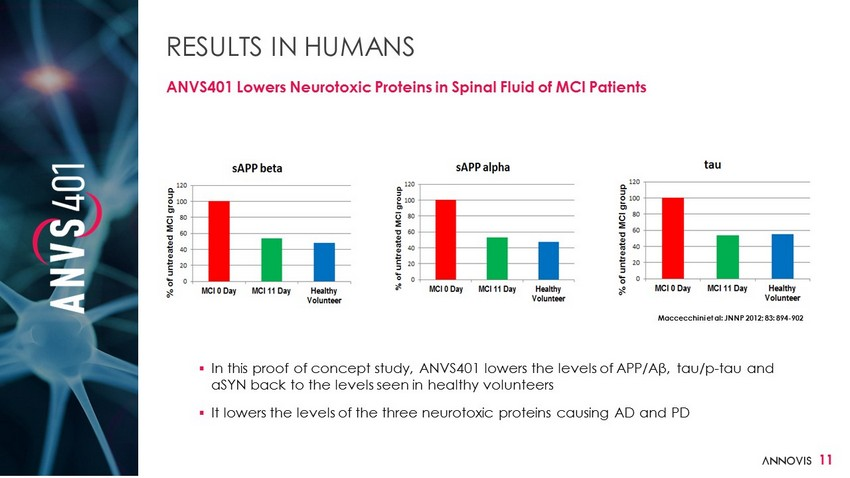 RESULTS IN HUMANS
ANVS401 Lowers Neurotoxic Proteins in Spinal Fluid of MCI Patients
ANVS401
sAPP beta
% of untreated MCI group
120
100
80
60
40
20
0
MCI 0 Day
MCI 11 Day
Healthy
Volunteer
sAPP alpha
% of untreated MCI group
120
100
80
60
40
20
0
MCI 0 Day
MCI 11 Day
Healthy
Volunteer
tau
% of untreated MCI group
120
100
80
60
40
20
0
MCI 0 Day
MCI 11 Day
Healthy
Volunteer
Maccecchini et al: JNNP 2012; 83: 894-902
▪ In this proof of concept study, ANVS401 lowers the levels of APP/Aβ, tau/p-tau and
αSYN back to the levels seen in healthy volunteers
▪ It lowers the levels of the three neurotoxic proteins causing AD and PD
ANNOVIS 11